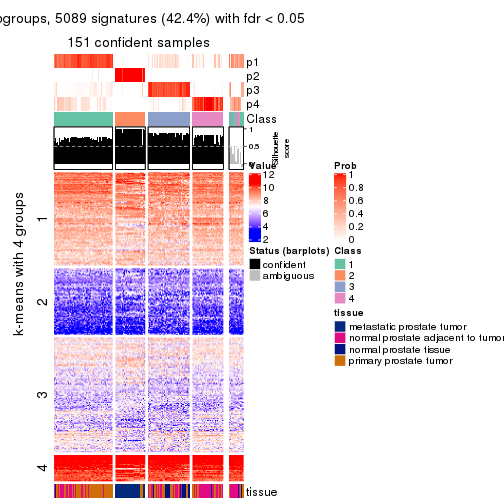 ogroups, 5089 signatures (42.4%) with fdr < 0.05
151 confident samples
p1
p2
p3
p4
Class
1
0.5
0
Silhouette
score
k-means with 4 groups
1
2
3
4
tissue
Value
12
10
8
6
4
2
Prob
1
0.8
0.6
0.4
0.2
0
Status (barplots)
confident
ambiguous
Class
1
2
3
4
tissue
metastatic prostate tumor
normal prostate adjacent to tumor
normal prostate tissue
primary prostate tumor